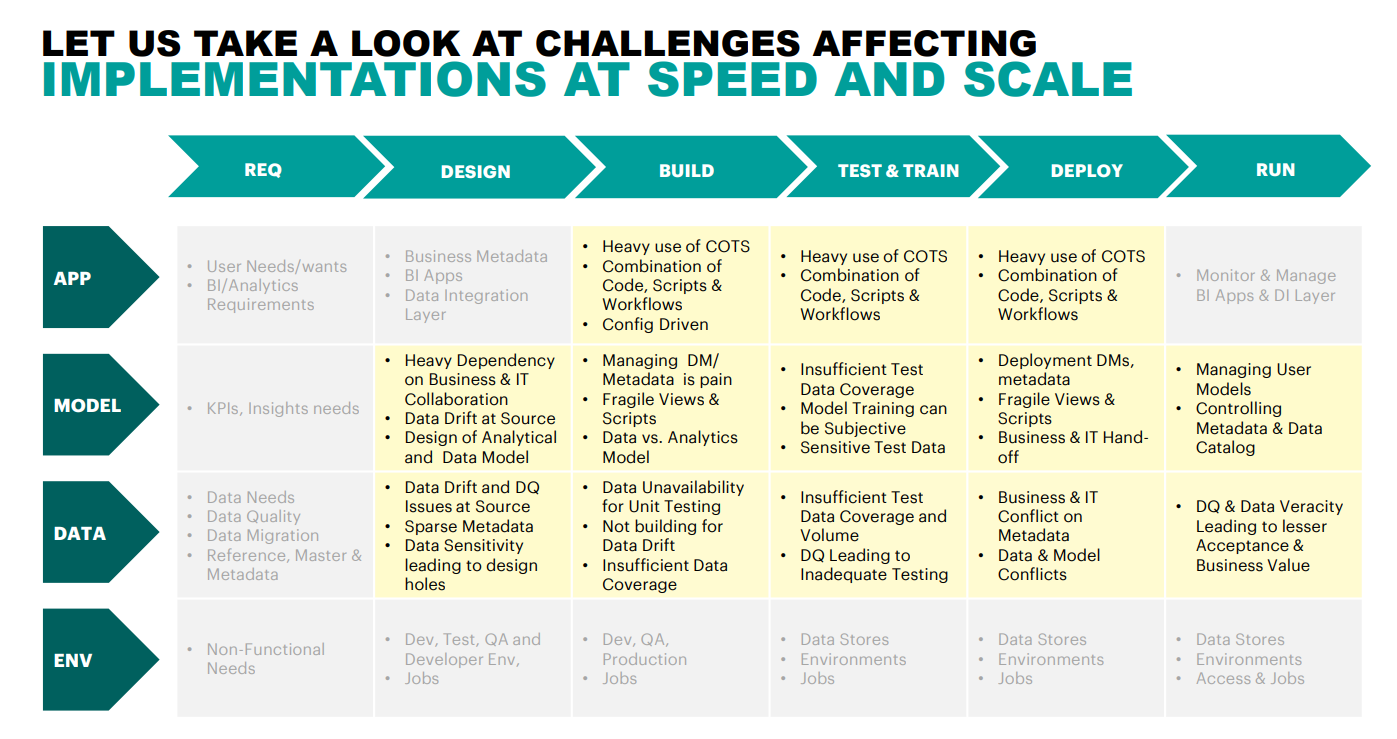 LET US TAKE A LOOK AT CHALLENGES AFFECTING
IMPLEMENTATIONS AT SPEED AND SCALE
REQ
DESIGN
BUILD
TEST & TRAIN
DEPLOY
RUN
APP
• User Needs/wants
• BI/Analytics
Requirements
• Business Metadata
• BI Apps
• Data Integration
Layer
• Heavy use of COTS
• Combination of
Code, Scripts &
Workflows
• Config Driven
• Heavy use of COTS
• Combination of
Code, Scripts &
Workflows
• Heavy use of COTS
• Combination of
Code, Scripts &
Workflows
• Monitor & Manage
BI Apps & DI Layer
MODEL
• KPIs, Insights needs
• Heavy Dependency
on Business & IT
Collaboration
• Data Drift at Source
• Design of Analytical
and Data Model
• Managing DM/
Metadata is pain
• Fragile Views &
Scripts
• Data vs. Analytics
Model
• Insufficient Test
Data Coverage
• Model Training can
be Subjective
• Sensitive Test Data
• Deployment DMs,
metadata
• Fragile Views &
Scripts
• Business & IT Hand-
off
• Managing User
Models
• Controlling
Metadata & Data
Catalog
DATA
• Data Needs
• Data Quality
• Data Migration
• Reference, Master &
Metadata
• Data Drift and DQ
Issues at Source
• Sparse Metadata
• Data Sensitivity
leading to design
holes
• Data Unavailability
for Unit Testing
• Not building for
Data Drift
• Insufficient Data
Coverage
• Insufficient Test
Data Coverage and
Volume
• DQ Leading to
Inadequate Testing
• Business & IT
Conflict on
Metadata
• Data & Model
Conflicts
• DQ & Data Veracity
Leading to lesser
Acceptance &
Business Value
ENV
• Non-Functional
Needs
• Dev, Test, QA and
Developer Env,
• Jobs
• Dev, QA,
Production
• Jobs
• Data Stores
• Environments
• Jobs
• Data Stores
• Environments
• Jobs
• Data Stores
• Environments
• Access & Jobs